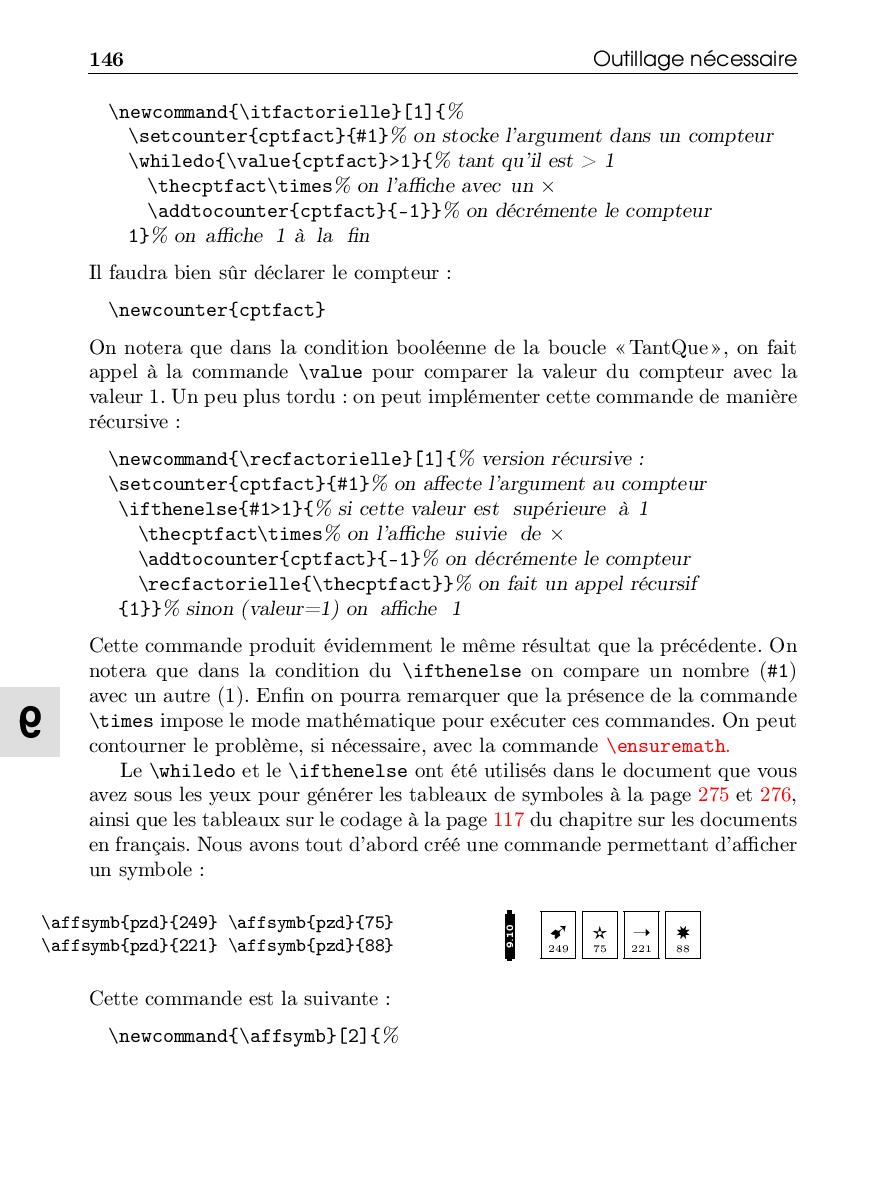 146 Outillage nécessaire
\newcommand{\itfactorielle}[1]{%
\setcounter{cptfact}{#1}% on stocke l'argument dans un compteur
\whiledo{\value{cptfact}>1}{% tant qu'il est > 1
\thecptfact\times% on l'affiche avec un ×
\addtocounter{cptfact}{-1}}% on décrémente le compteur
1}% on affiche 1 à la fin
Il faudra bien sûr déclarer le compteur :
\newcounter{cptfact}
On notera que dans la condition booléenne de la boucle « TantQue », on fait
appel à la commande \value pour comparer la valeur du compteur avec la
valeur 1. Un peu plus tordu : on peut implémenter cette commande de manière
récursive :
\newcommand{\recfactorielle}[1]{% version récursive :
\setcounter{cptfact}{#1}% on affecte l'argument au compteur
\ifthenelse{#1>1}{% si cette valeur est supérieure à 1
\thecptfact\times% on l'affiche suivie de ×
\addtocounter{cptfact}{-1}% on décrémente le compteur
\recfactorielle{\thecptfact}}% on fait un appel récursif
{1}}% sinon (valeur=1) on affiche 1
Cette commande produit évidemment le même résultat que la précédente. On
notera que dans la condition du \ifthenelse on compare un nombre (#1)
avec un autre (1). Enfin on pourra remarquer que la présence de la commande
\times impose le mode mathématique pour exécuter ces commandes. On peut
contourner le problème, si nécessaire, avec la commande \ensuremath.
9
Le \whiledo et le \ifthenelse ont été utilisés dans le document que vous
avez sous les yeux pour générer les tableaux de symboles à la page 275 et 276,
ainsi que les tableaux sur le codage à la page 117 du chapitre sur les documents
en français. Nous avons tout d'abord créé une commande permettant d'afficher
un symbole :
\affsymb{pzd}{249} \affsymb{pzd}{75}
\affsymb{pzd}{221} \affsymb{pzd}{88}
9.10
249 75 221 88
Cette commande est la suivante :
\newcommand{\affsymb}[2]{%